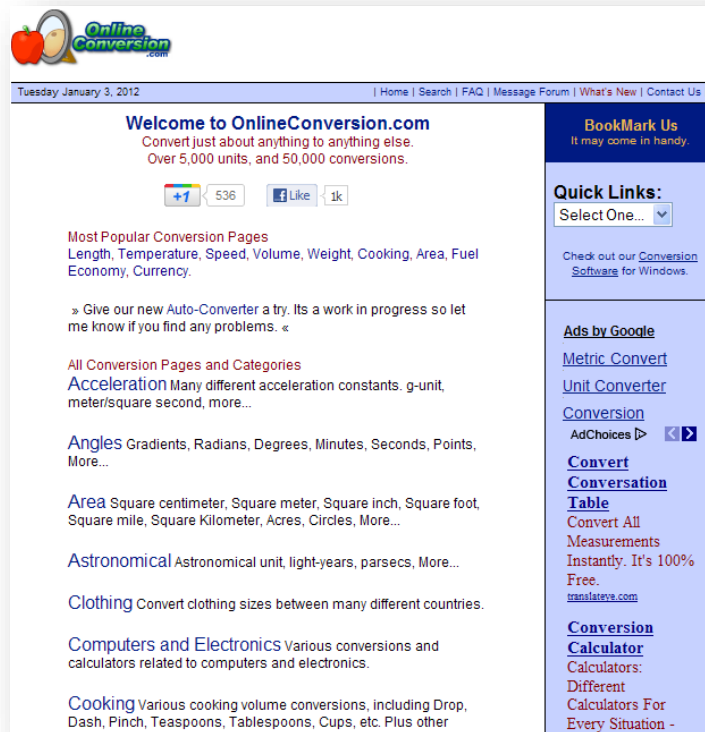 Online
Conversion
.com
Tuesday January 3, 2012
| Home | Search | FAQ | Message Forum | What's New | Contact Us
Welcome to OnlineConversion.com
Convert just about anything to anything else.
Over 5,000 units, and 50,000 conversions.
+1 536 Like 1k
Most Popular Conversion Pages
Length, Temperature, Speed, Volume, Weight, Cooking, Area, Fuel
Economy, Currency.
» Give our new Auto-Converter a try. Its a work in progress so let
me know if you find any problems. «
All Conversion Pages and Categories
Acceleration Many different acceleration constants. g-unit,
meter/square second, more...
Angles Gradients, Radians, Degrees, Minutes, Seconds, Points,
More...
Area Square centimeter, Square meter, Square inch, Square foot,
Square mile, Square Kilometer, Acres, Circles, More...
Astronomical Astronomical unit, light-years, parsecs, More...
Clothing Convert clothing sizes between many different countries.
Computers and Electronics Various conversions and
calculators related to computers and electronics.
Cooking Various cooking volume conversions, including Drop,
Dash, Pinch, Teaspoons, Tablespoons, Cups, etc. Plus other
BookMark Us
It may come in handy.
Quick Links:
Select One...
Check out our Conversion
Software for Windows.
Ads by Google
Metric Convert
Unit Converter
Conversion
AdChoices
Convert
Conversation
Table
Convert All
Measurements
Instantly. It's 100%
Free.
translateye.com
Conversion
Calculator
Calculators:
Different
Calculators For
Every Situation -